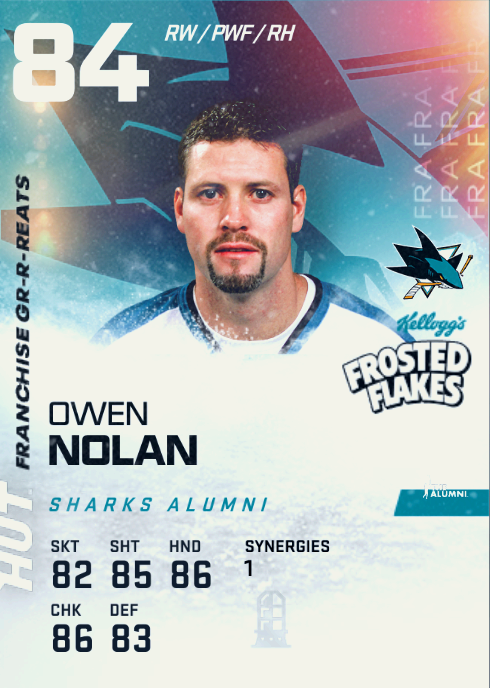 84
RW / PWF / RH
FRA FRA FRA
FRA FRA FRA
FRA FRA FR
FRANCHISE GR-R-REATS
Kellogg's
FROSTED
FLAKES
OWEN
NOLAN
SHARKS ALUMNI
ALUMNI
HUT
SKT SHT HND SYNERGIES
82 85 86 1
CHK DEF
86 83